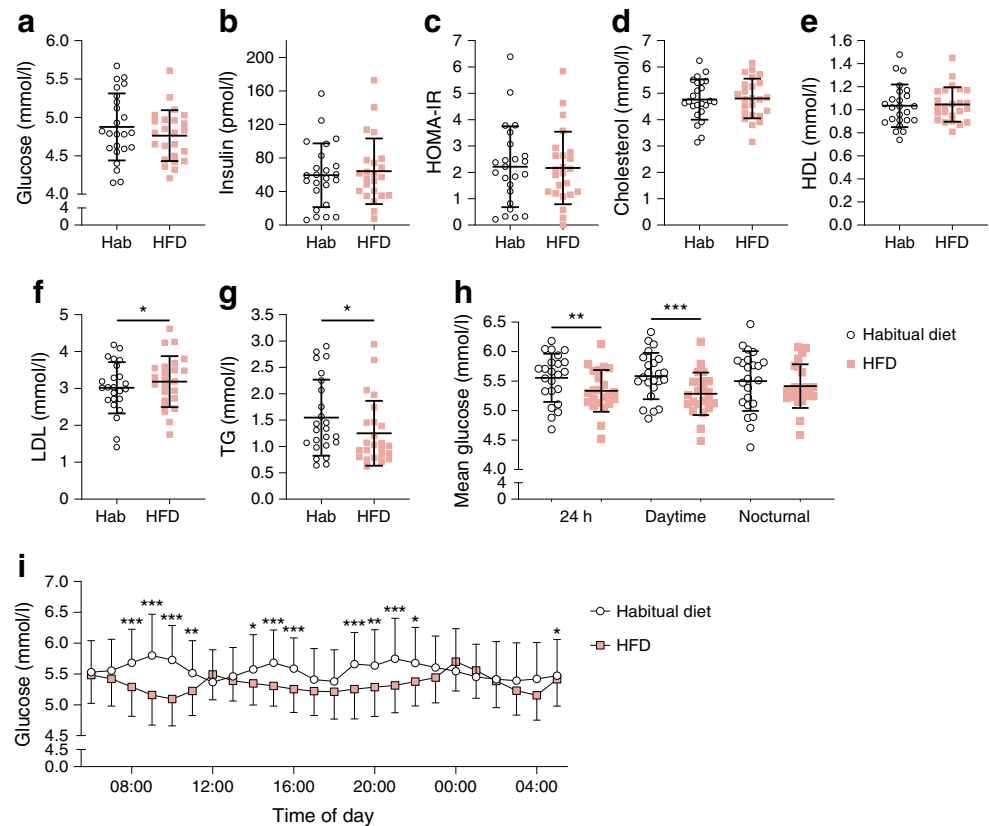 a
Glucose (mmol/l)
6.0
5.5
5.0
4.5
4.0
4
0
Hab HFD
b
Insulin (pmol/l)
200
160
120
80
40
0
Hab HFD
c
HOMA-IR
7
6
5
4
3
2
1
0
Hab HFD
d
Cholesterol (mmol/l)
7
6
5
4
3
2
1
0
Hab HFD
e
HDL (mmol/l)
1.6
1.4
1.2
1.0
0.8
0.6
0.4
0.2
0.0
Hab HFD
f
LDL (mmol/l)
5
4
3
2
1
0
*
Hab HFD
g
TG (mmol/l)
3.5
3.0
2.5
2.0
1.5
1.0
0.5
0.0
*
Hab HFD
h
Mean glucose (mmol/l)
6.5
6.0
5.5
5.0
4.5
4
0
** ***
24 h Daytime Nocturnal
Habitual diet
HFD
i
Glucose (mmol/l)
7.0
6.5
6.0
5.5
5.0
4.5
4.5
0.0
*** *** *** ** * *** *** *** ** *** * *
08:00 12:00 16:00 20:00 00:00 04:00
Time of day
Habitual diet
HFD